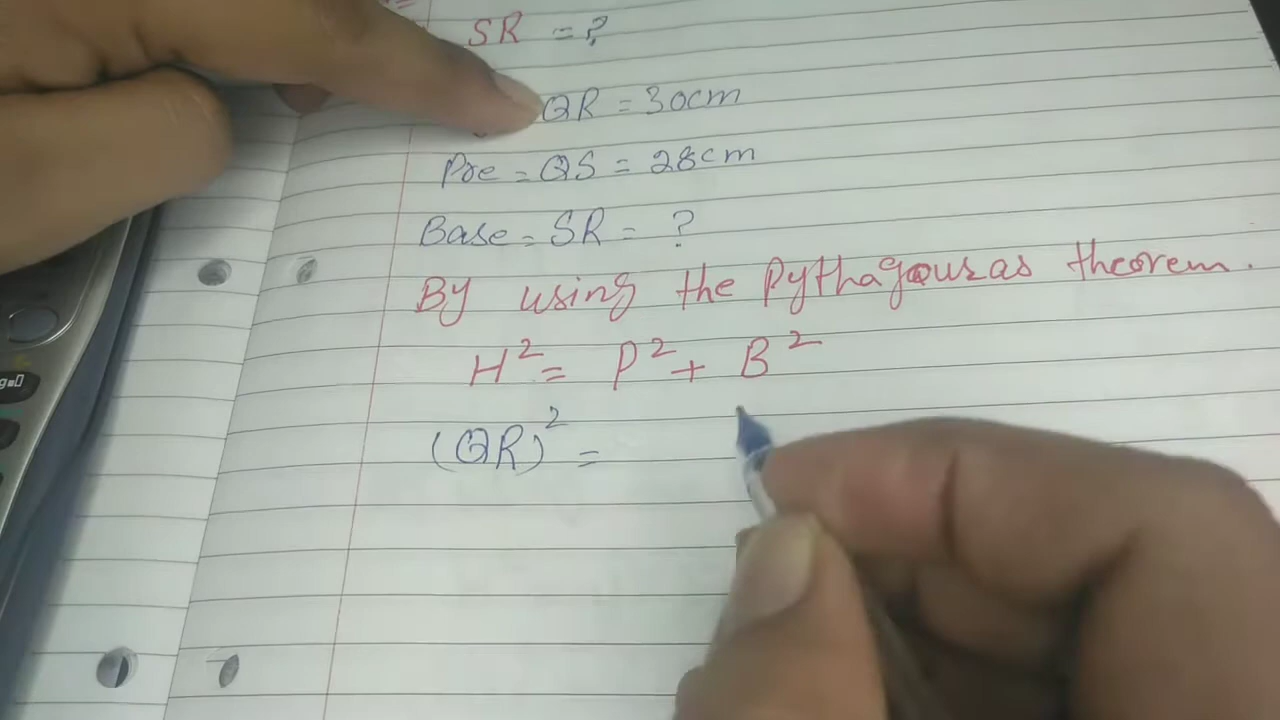 SR = ?
QR = 30cm
Pre = QS = 28cm
Base = SR = ?
By using the Pythagouras theorem.
H² = P² + B²
(QR)² =